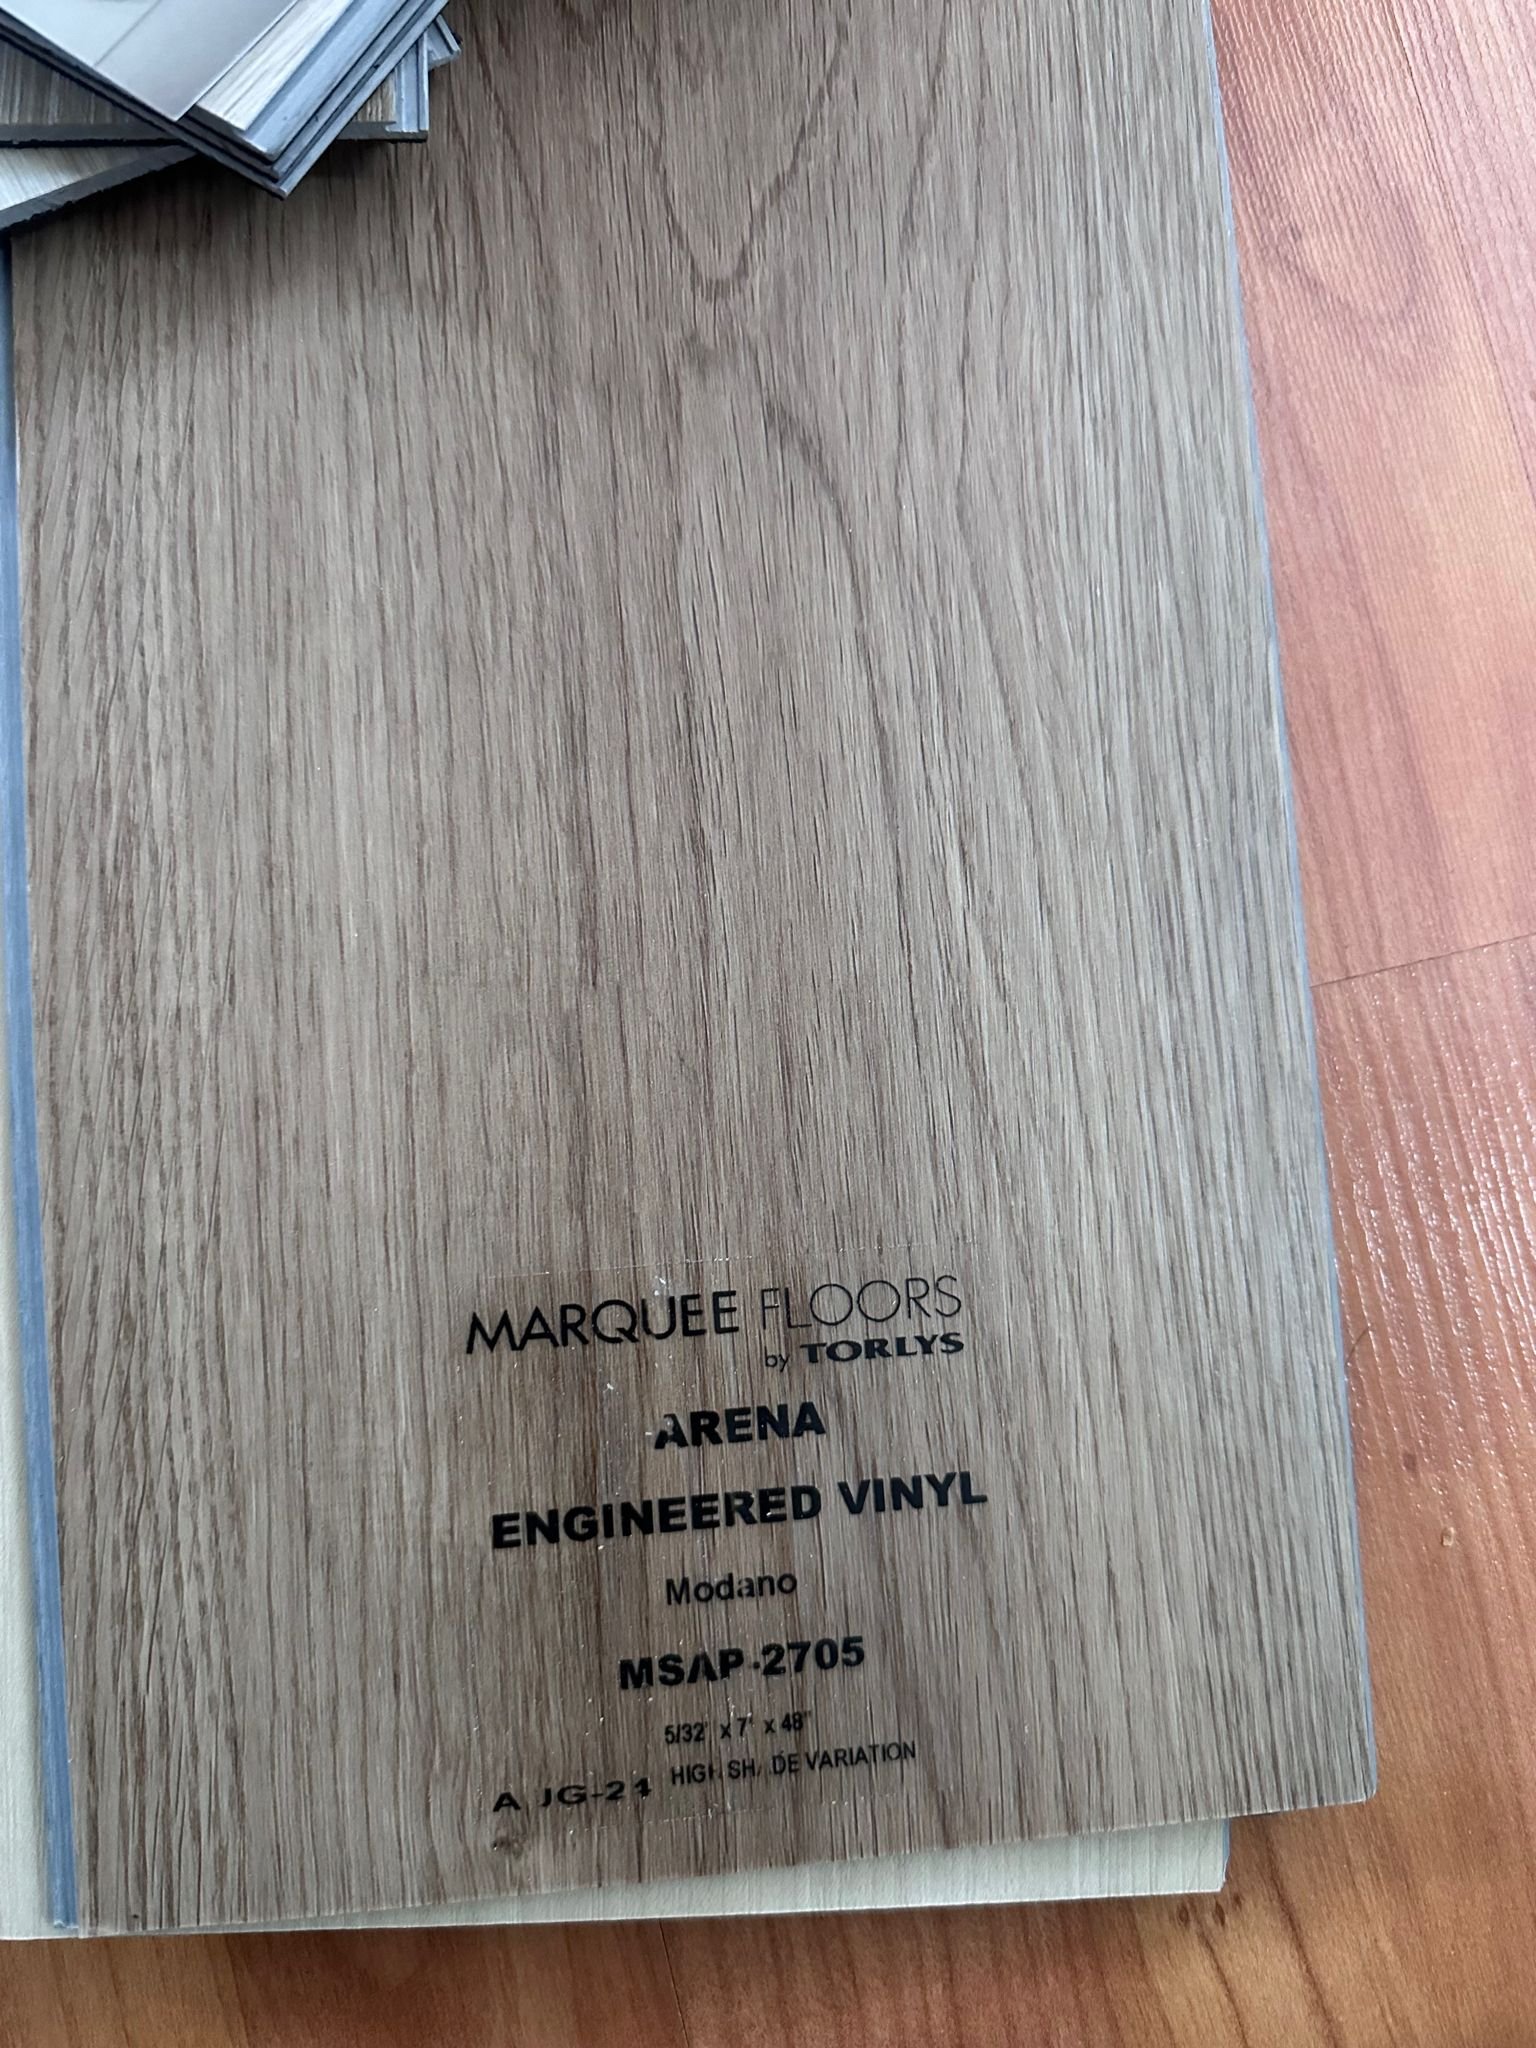 MARQUEE FLOORS
by TORLYS
ARENA
ENGINEERED VINYL
Modano
MSAP-2705
5/32" x 7" x 48"
HIGH SHADE VARIATION